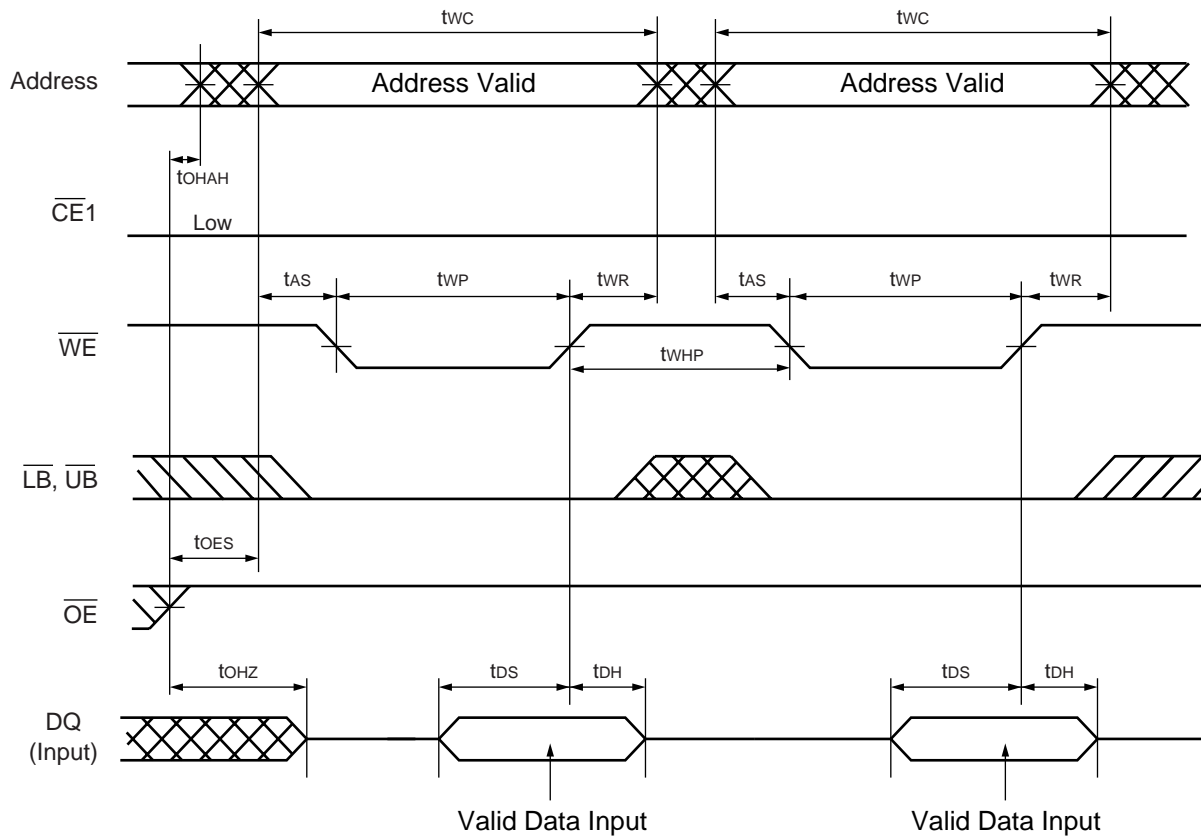 tWC tWC
Address Address Valid Address Valid
tOHAH
CE1
Low
tAS tWP tWR tAS tWP tWR
WE
tWHP
LB, UB
tOES
OE
tOHZ tDS tDH tDS tDH
DQ
(Input)
Valid Data Input Valid Data Input